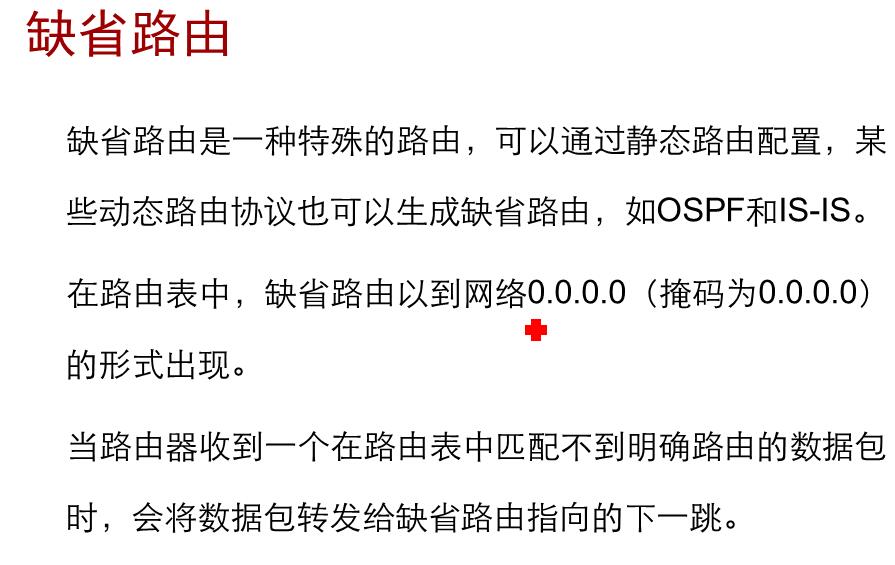 缺省路由
缺省路由是一种特殊的路由，可以通过静态路由配置，某
些动态路由协议也可以生成缺省路由，如OSPF和IS-IS。
在路由表中，缺省路由以到网络0.0.0.0（掩码为0.0.0.0）
的形式出现。
当路由器收到一个在路由表中匹配不到明确路由的数据包
时，会将数据包转发给缺省路由指向的下一跳。